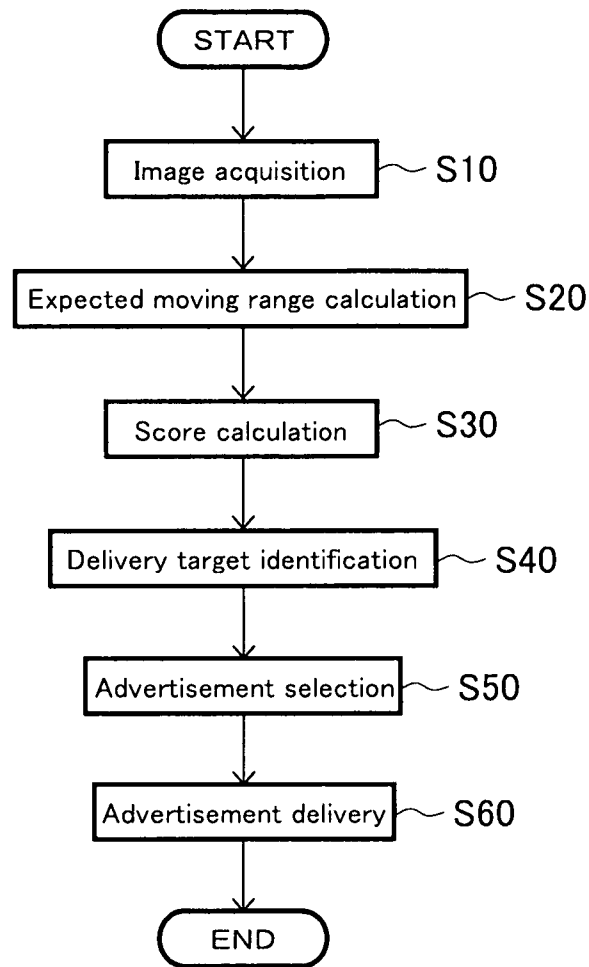 START
Image acquisition S10
Expected moving range calculation S20
Score calculation S30
Delivery target identification S40
Advertisement selection S50
Advertisement delivery S60
END